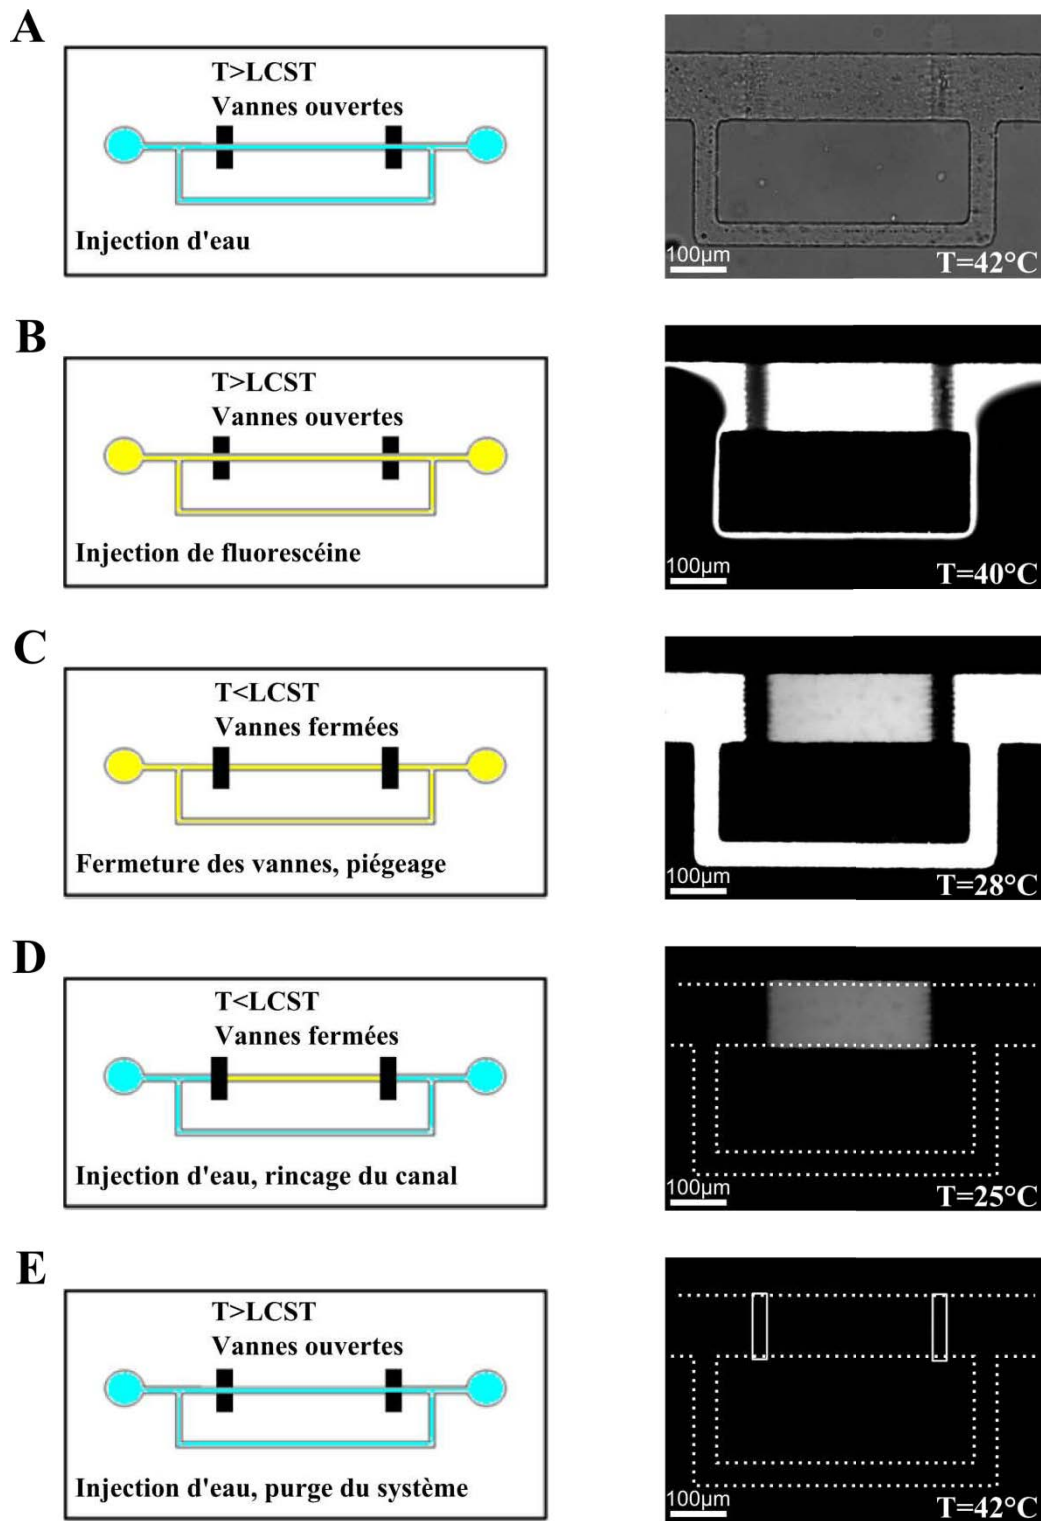 A
T>LCST
Vannes ouvertes
Injection d'eau
100µm
T=42°C
B
T>LCST
Vannes ouvertes
Injection de fluorescéine
100µm
T=40°C
C
T<LCST
Vannes fermées
Fermeture des vannes, piégeage
100µm
T=28°C
D
T<LCST
Vannes fermées
Injection d'eau, rincage du canal
100µm
T=25°C
E
T>LCST
Vannes ouvertes
Injection d'eau, purge du système
100µm
T=42°C